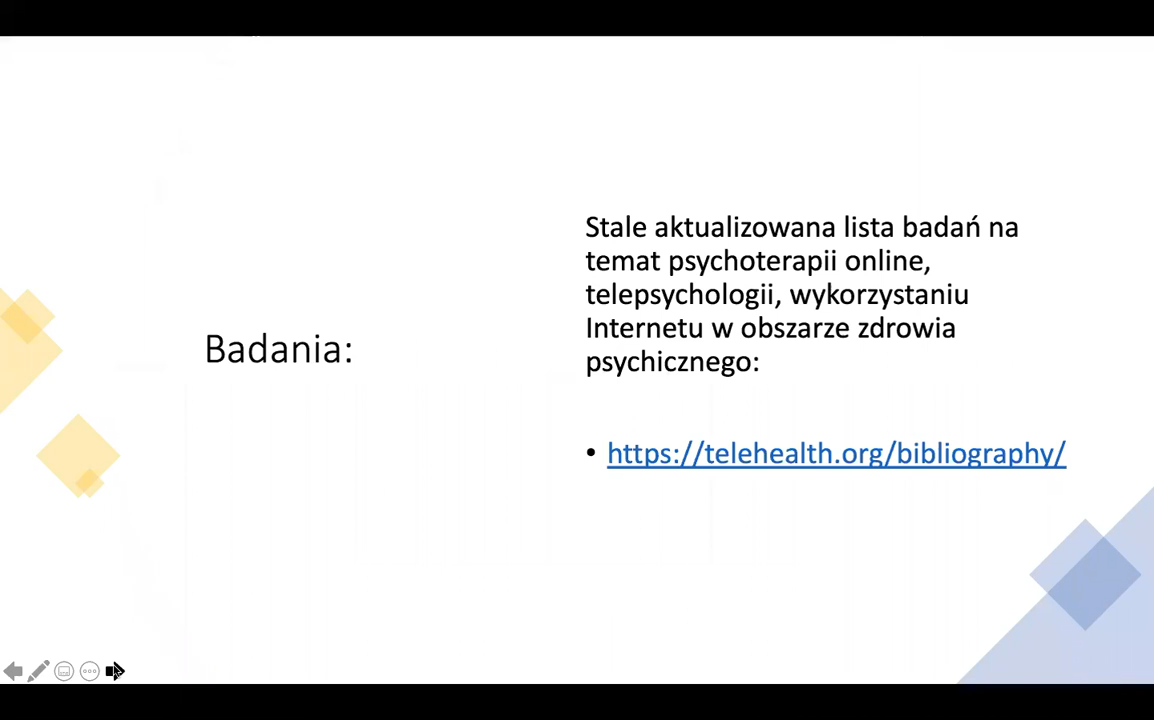 Badania:
Stale aktualizowana lista badań na
temat psychoterapii online,
telepsychologii, wykorzystaniu
Internetu w obszarze zdrowia
psychicznego:
• https://telehealth.org/bibliography/